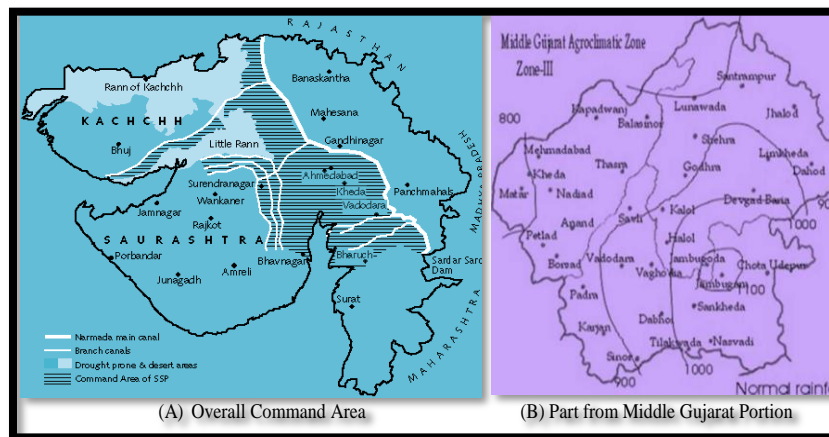 RAJASTHAN
Banaskantha
Rann of Kachchh
Mahesana
KACHCHH
Gandhinagar
Little Rann
Bhuj
MADHYA PRADESH
Ahmedabad
Kheda
Panchmahals
Surendranagar
Wankaner
Vadodara
Jamnagar
Rajkot
SAURASHTRA
Porbandar
Bhavnagar
Bharuch
Sardar Saro
Dam
Amreli
Junagadh
Surat
MAHARASHTRA
Narmada main canal
Branch canals
Drought prone & desert areas
Command Area of SSP
(A) Overall Command Area
Middle Gujarat Agroclimatic Zone
Zone-III
Santrampur
Lunawada
Jhalod
Kapadwanj
Balasinor
800
Shehra
Mehmadabad
Limkheda
Thasra
Godhra
Dahod
Kheda
Matar
Nadiad
Devgad Baria
Savli
Kalol
1000
Anand
900
Petlad
Halol
Borsad
Vadodara
Vaghodia
Jambugoda
Chota Udepur
Jambugam
1100
Padra
Sankheda
Dabhoi
Karjan
Tilakwada
Nasvadi
Sinor
900
1000
Normal rainf
(B) Part from Middle Gujarat Portion